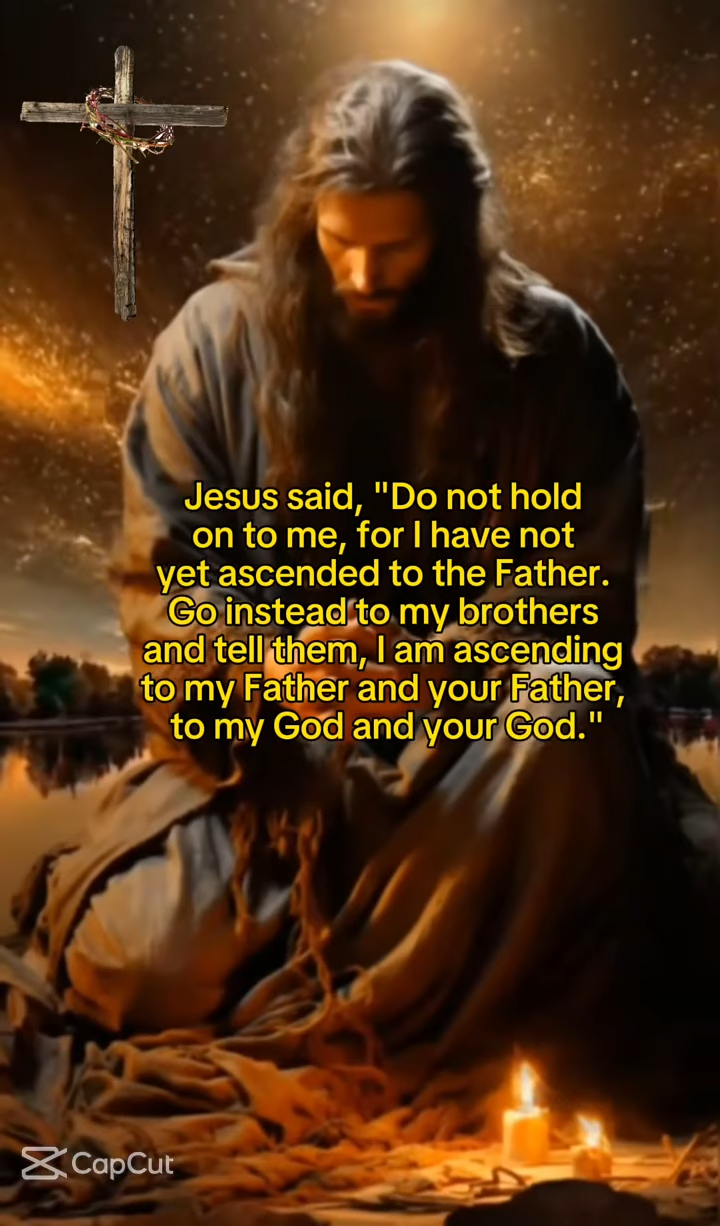 Jesus said, "Do not hold
on to me, for I have not
yet ascended to the Father.
Go instead to my brothers
and tell them, I am ascending
to my Father and your Father,
to my God and your God."
CapCut